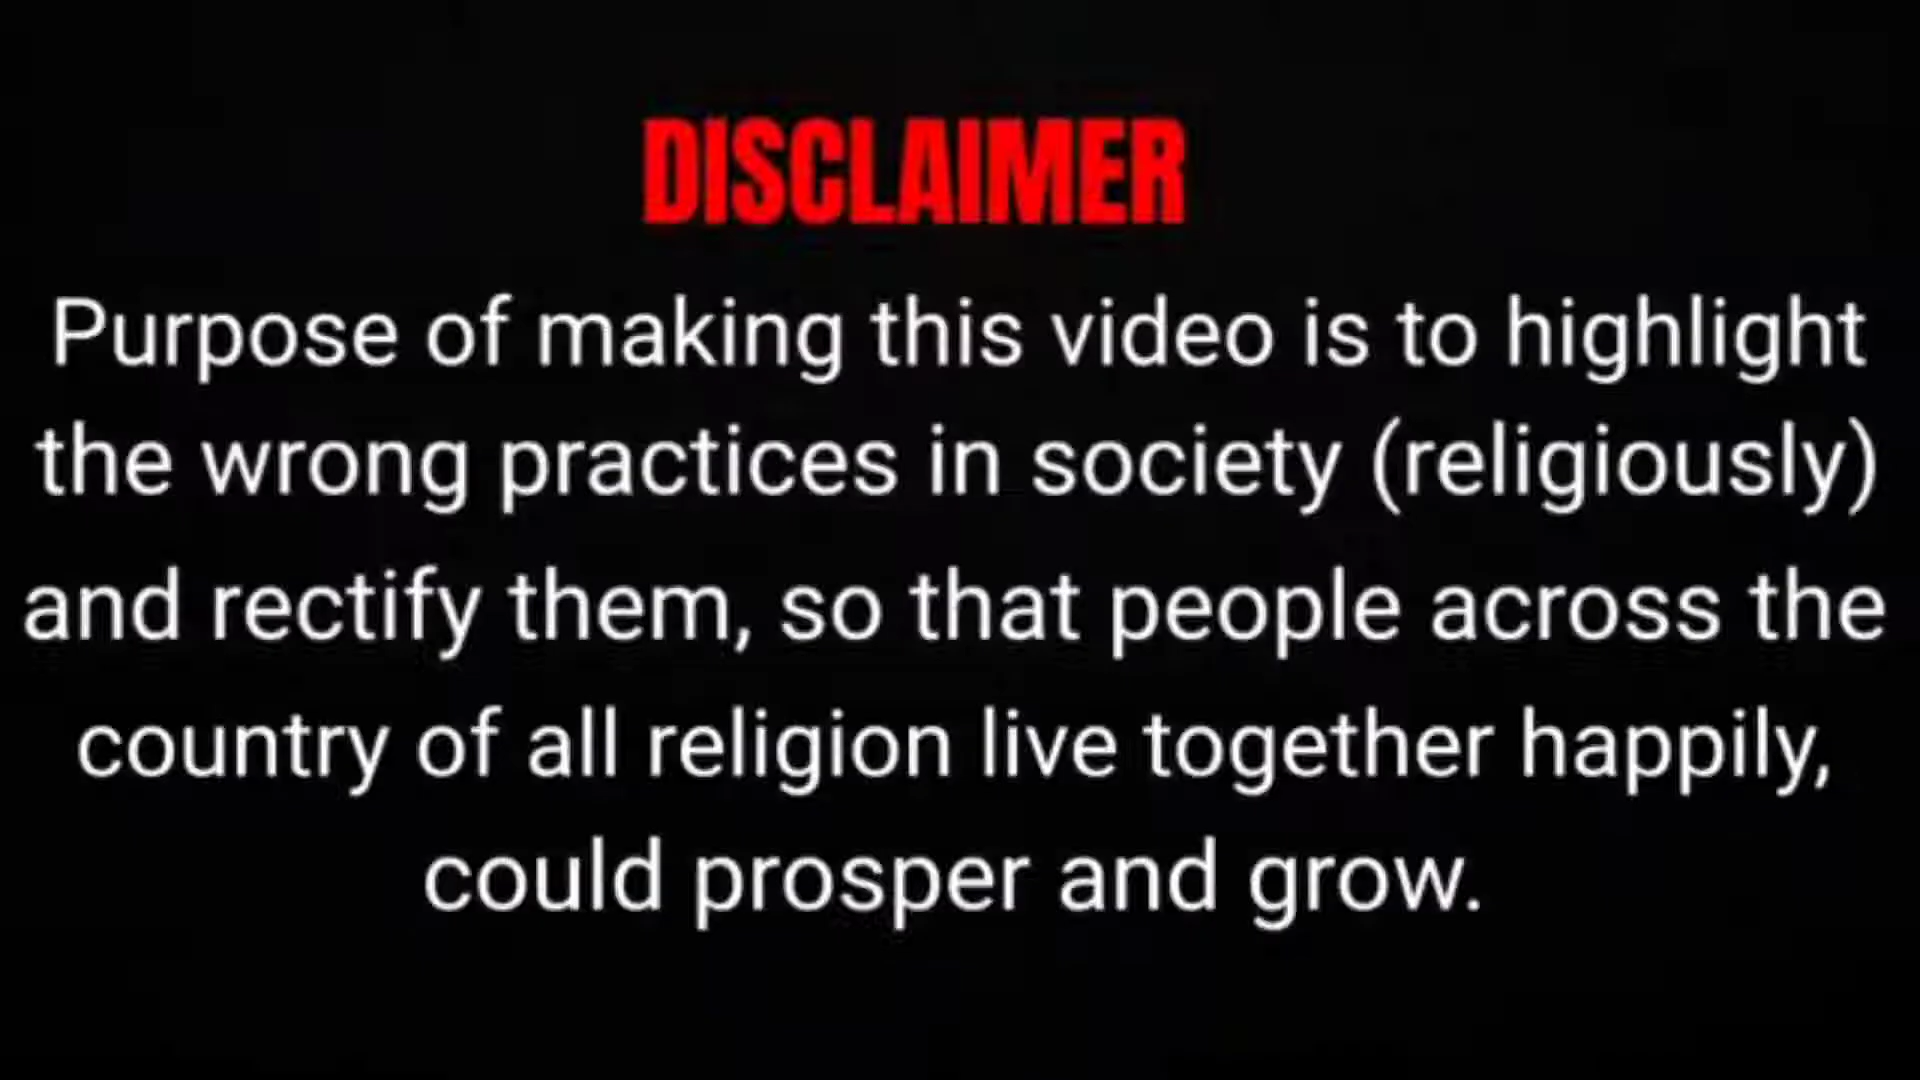 DISCLAIMER
Purpose of making this video is to highlight
the wrong practices in society (religiously)
and rectify them, so that people across the
country of all religion live together happily,
could prosper and grow.